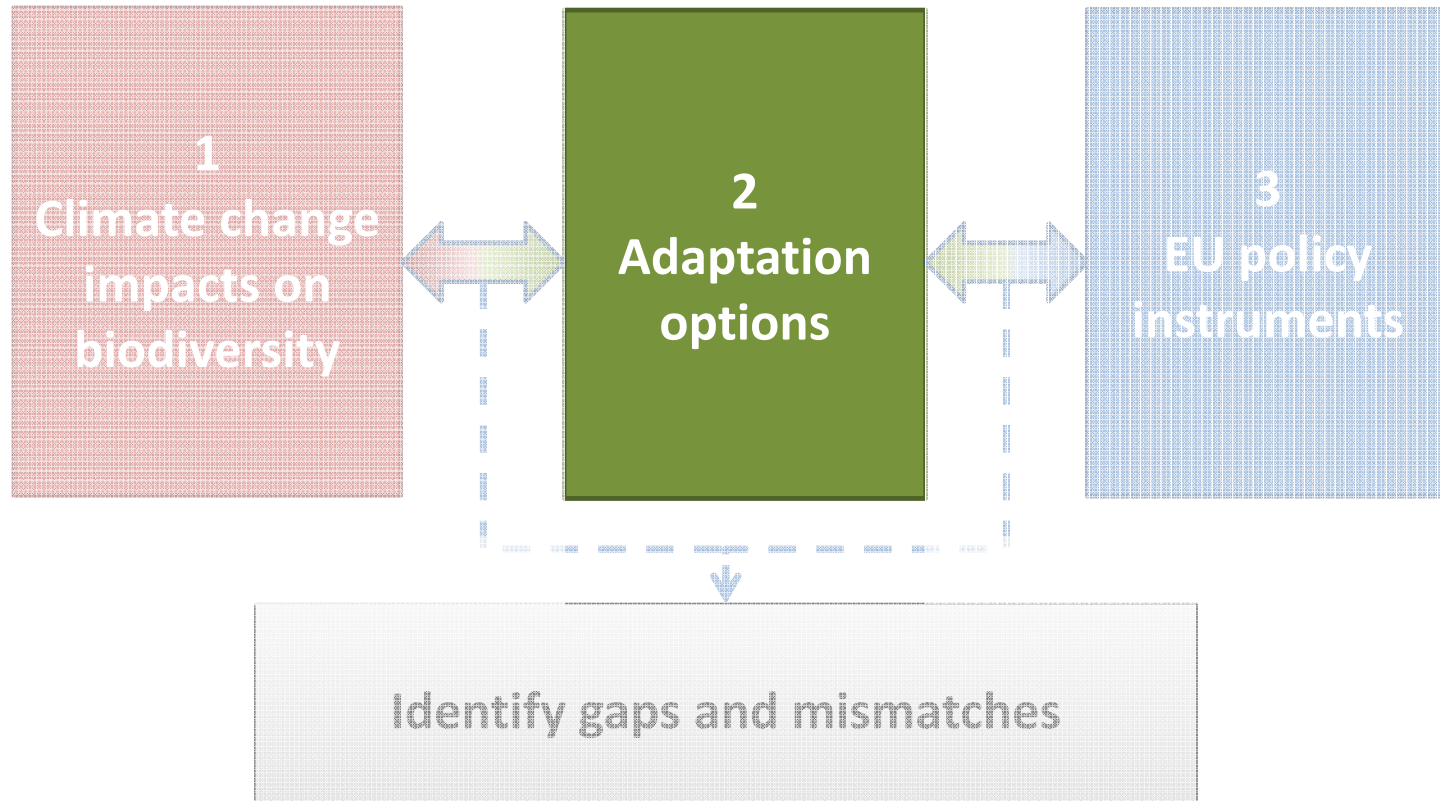 1
Climate change
impacts on
biodiversity
2
Adaptation
options
3
EU policy
instruments
Identify gaps and mismatches